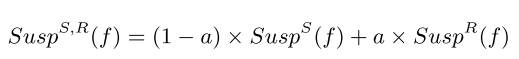 Susp^{S,R}(f) = (1 − a) × Susp^{S}(f) + a × Susp^{R}(f)